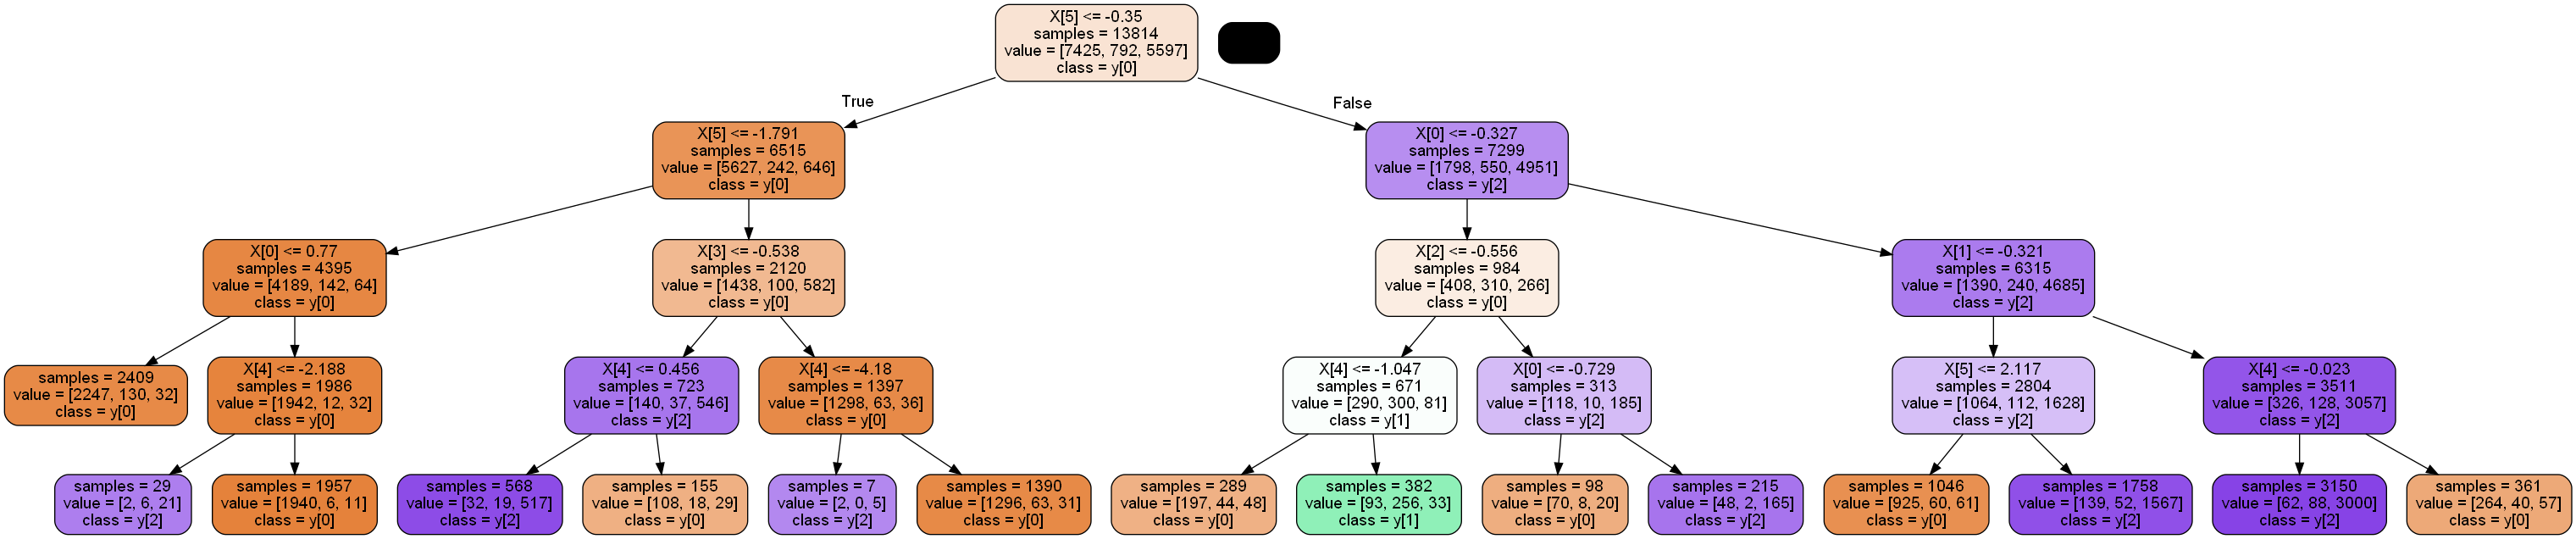 X[5] <= -0.35
samples = 13814
value = [7425, 792, 5597]
class = y[0]
True
False
X[5] <= -1.791
samples = 6515
value = [5627, 242, 646]
class = y[0]
X[0] <= -0.327
samples = 7299
value = [1798, 550, 4951]
class = y[2]
X[0] <= 0.77
samples = 4395
value = [4189, 142, 64]
class = y[0]
X[3] <= -0.538
samples = 2120
value = [1438, 100, 582]
class = y[0]
X[2] <= -0.556
samples = 984
value = [408, 310, 266]
class = y[0]
X[1] <= -0.321
samples = 6315
value = [1390, 240, 4685]
class = y[2]
samples = 2409
value = [2247, 130, 32]
class = y[0]
X[4] <= -2.188
samples = 1986
value = [1942, 12, 32]
class = y[0]
X[4] <= 0.456
samples = 723
value = [140, 37, 546]
class = y[2]
X[4] <= -4.18
samples = 1397
value = [1298, 63, 36]
class = y[0]
X[4] <= -1.047
samples = 671
value = [290, 300, 81]
class = y[1]
X[0] <= -0.729
samples = 313
value = [118, 10, 185]
class = y[2]
X[5] <= 2.117
samples = 2804
value = [1064, 112, 1628]
class = y[2]
X[4] <= -0.023
samples = 3511
value = [326, 128, 3057]
class = y[2]
samples = 29
value = [2, 6, 21]
class = y[2]
samples = 1957
value = [1940, 6, 11]
class = y[0]
samples = 568
value = [32, 19, 517]
class = y[2]
samples = 155
value = [108, 18, 29]
class = y[0]
samples = 7
value = [2, 0, 5]
class = y[2]
samples = 1390
value = [1296, 63, 31]
class = y[0]
samples = 289
value = [197, 44, 48]
class = y[0]
samples = 382
value = [93, 256, 33]
class = y[1]
samples = 98
value = [70, 8, 20]
class = y[0]
samples = 215
value = [48, 2, 165]
class = y[2]
samples = 1046
value = [925, 60, 61]
class = y[0]
samples = 1758
value = [139, 52, 1567]
class = y[2]
samples = 3150
value = [62, 88, 3000]
class = y[2]
samples = 361
value = [264, 40, 57]
class = y[0]